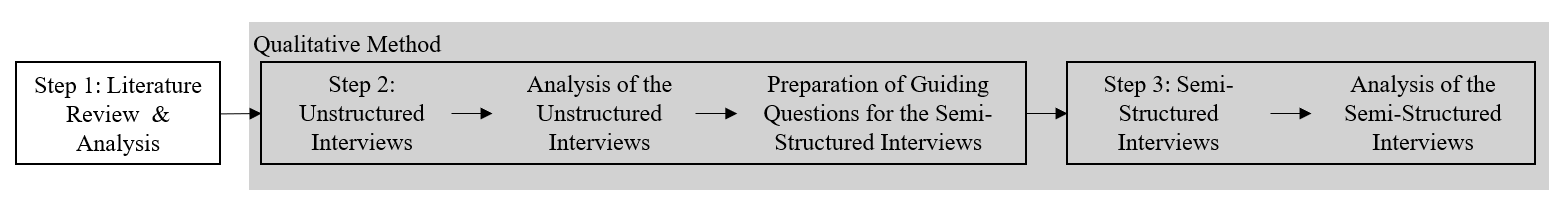 Qualitative Method
Step 1: Literature
Review &
Analysis
Step 2:
Unstructured
Interviews
Analysis of the
Unstructured
Interviews
Preparation of Guiding
Questions for the Semi-
Structured Interviews
Step 3: Semi-
Structured
Interviews
Analysis of the
Semi-Structured
Interviews